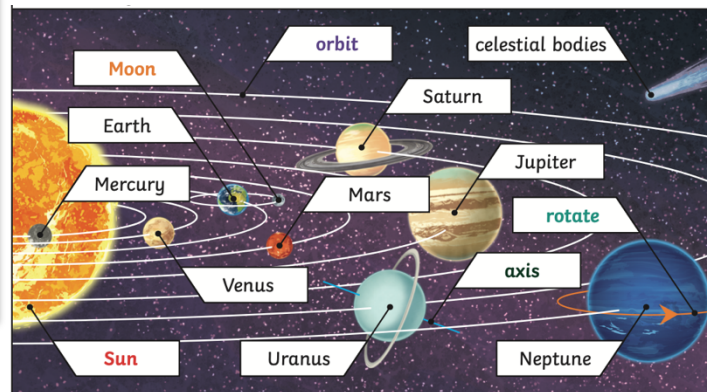 orbit
celestial bodies
Moon
Saturn
Earth
Jupiter
Mercury
Mars
rotate
Venus
axis
Sun
Uranus
Neptune